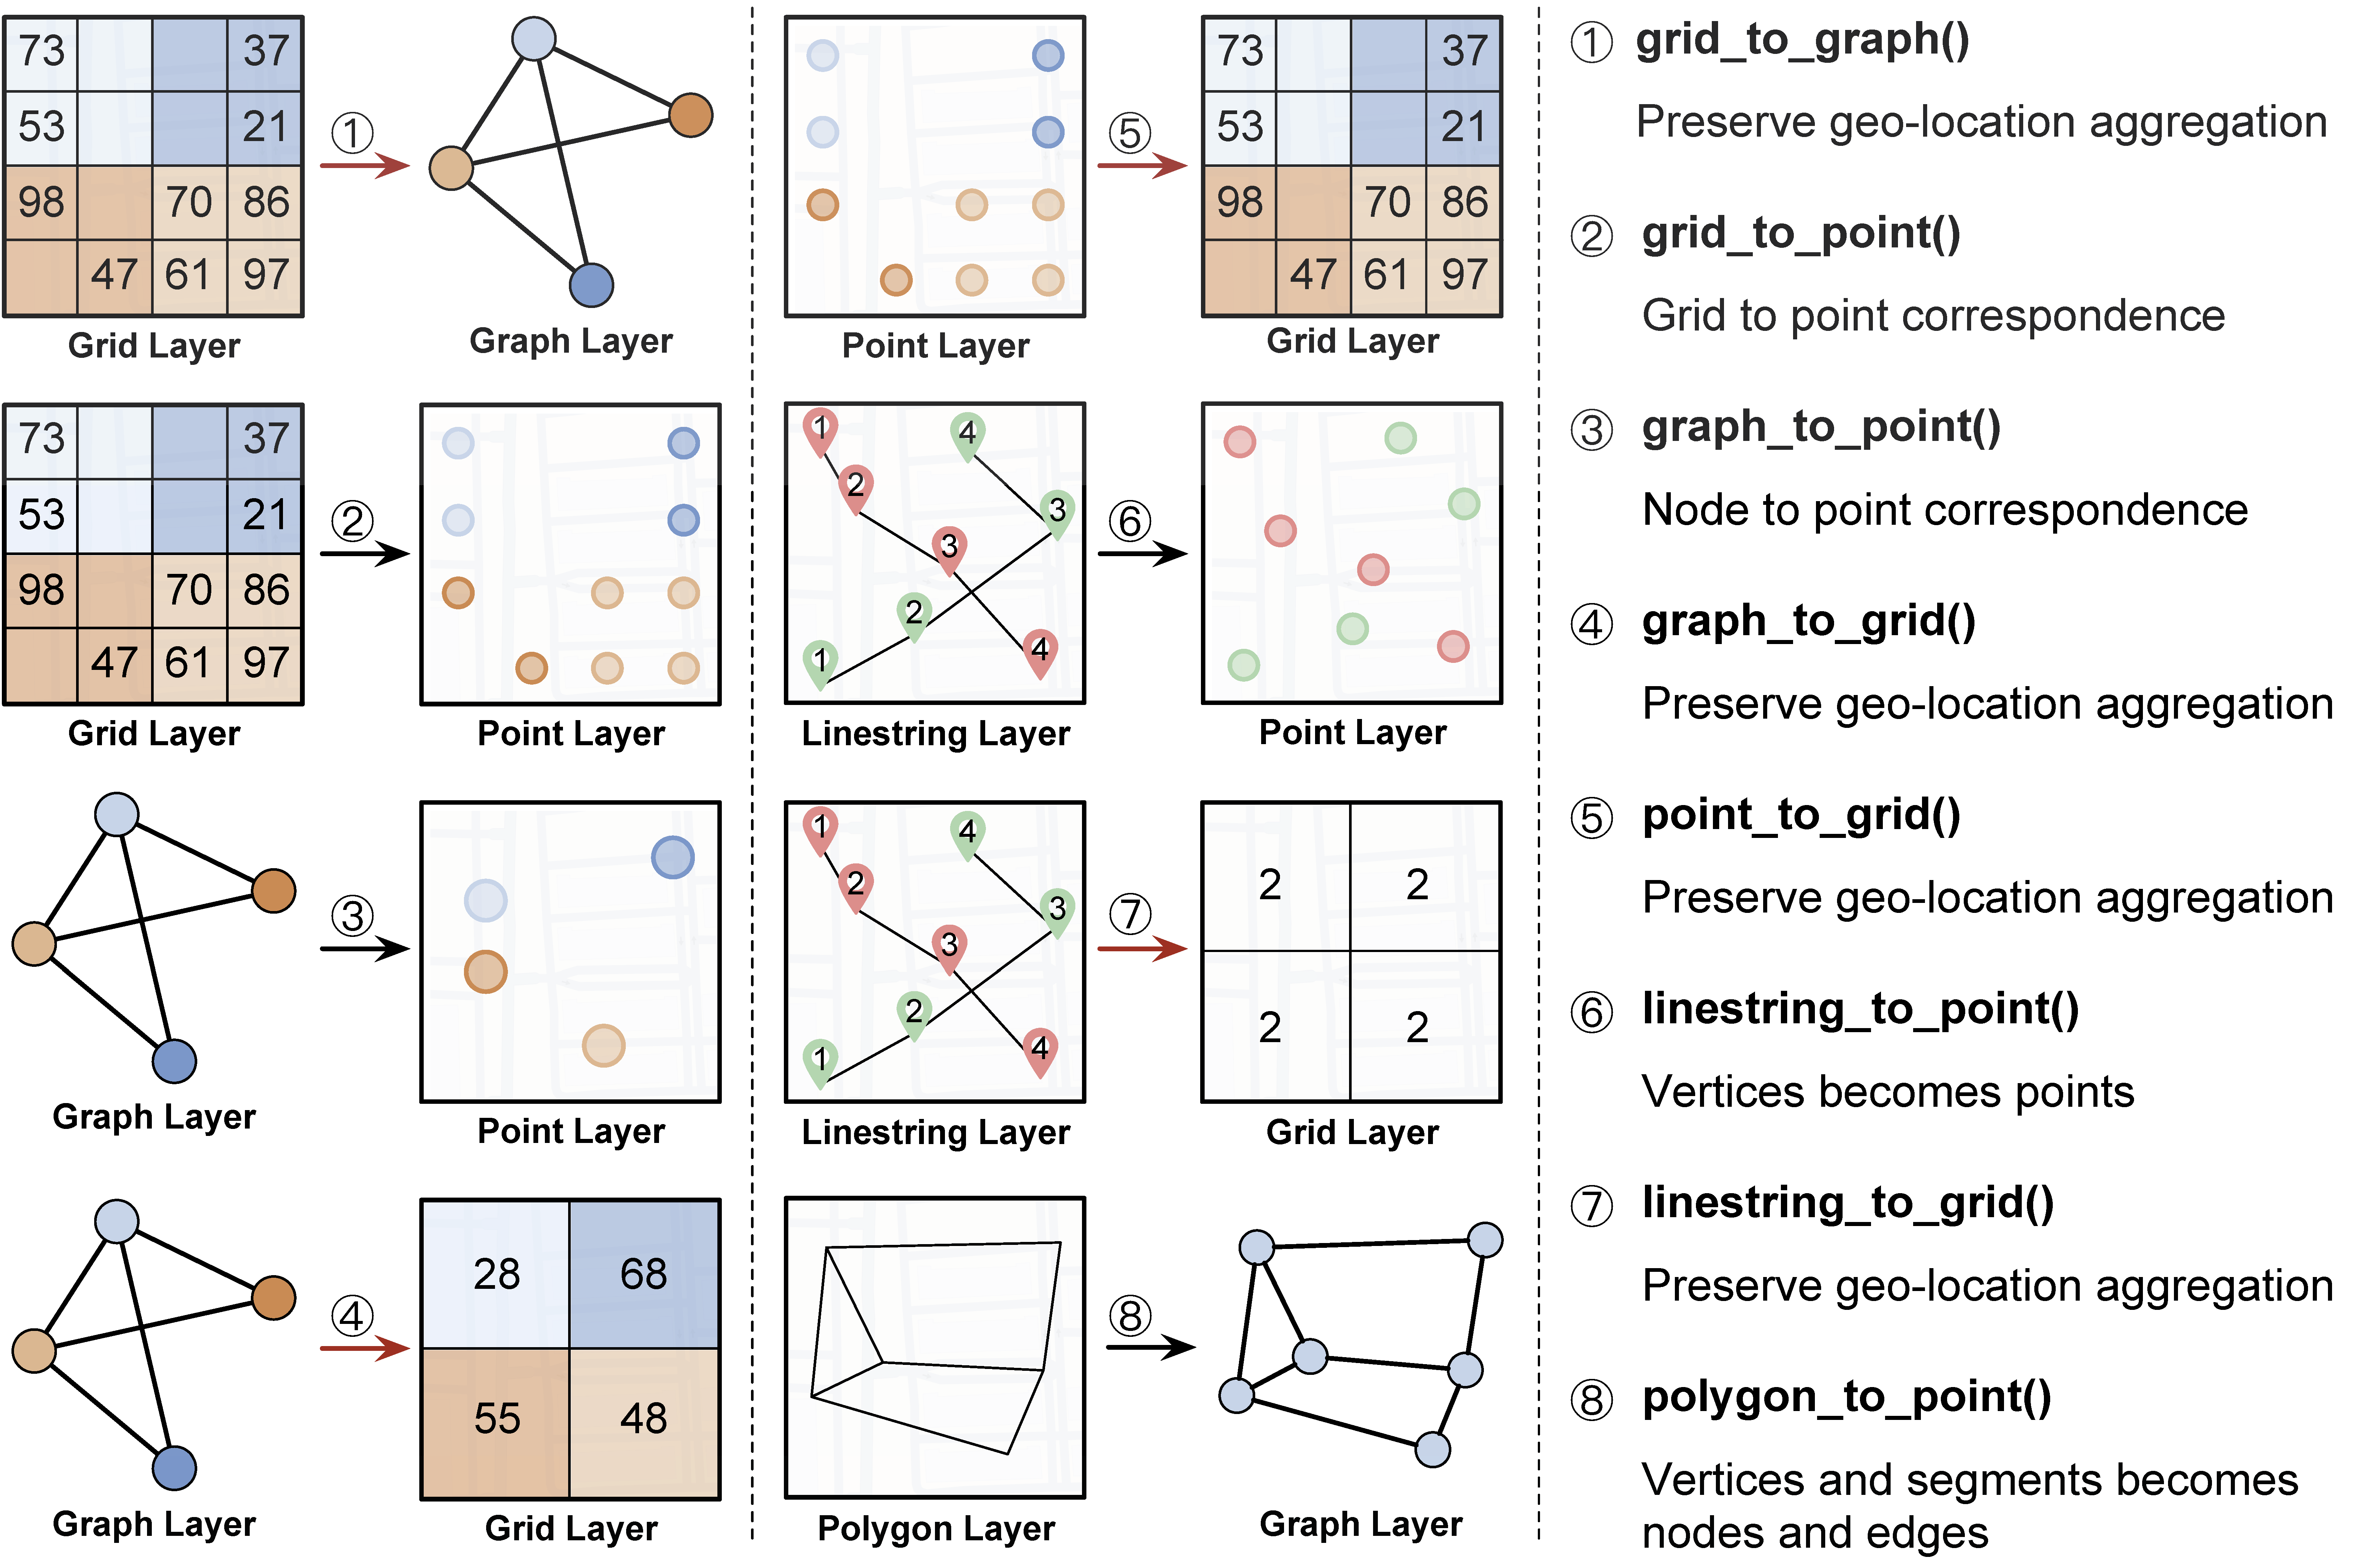 73 37
53 21
98 70 86
47 61 97
Grid Layer
①
Graph Layer
Point Layer
⑤
73 37
53 21
98 70 86
47 61 97
Grid Layer
73 37
53 21
98 70 86
47 61 97
Grid Layer
②
Point Layer
1 4
2 3
3
2
1 4
Linestring Layer
⑥
Point Layer
Graph Layer
③
Point Layer
1 4
2 3
3
2
1 4
Linestring Layer
⑦
2 2
2 2
Grid Layer
Graph Layer
④
28 68
55 48
Grid Layer
Polygon Layer
⑧
Graph Layer
① grid_to_graph()
Preserve geo-location aggregation
② grid_to_point()
Grid to point correspondence
③ graph_to_point()
Node to point correspondence
④ graph_to_grid()
Preserve geo-location aggregation
⑤ point_to_grid()
Preserve geo-location aggregation
⑥ linestring_to_point()
Vertices becomes points
⑦ linestring_to_grid()
Preserve geo-location aggregation
⑧ polygon_to_point()
Vertices and segments becomes
nodes and edges